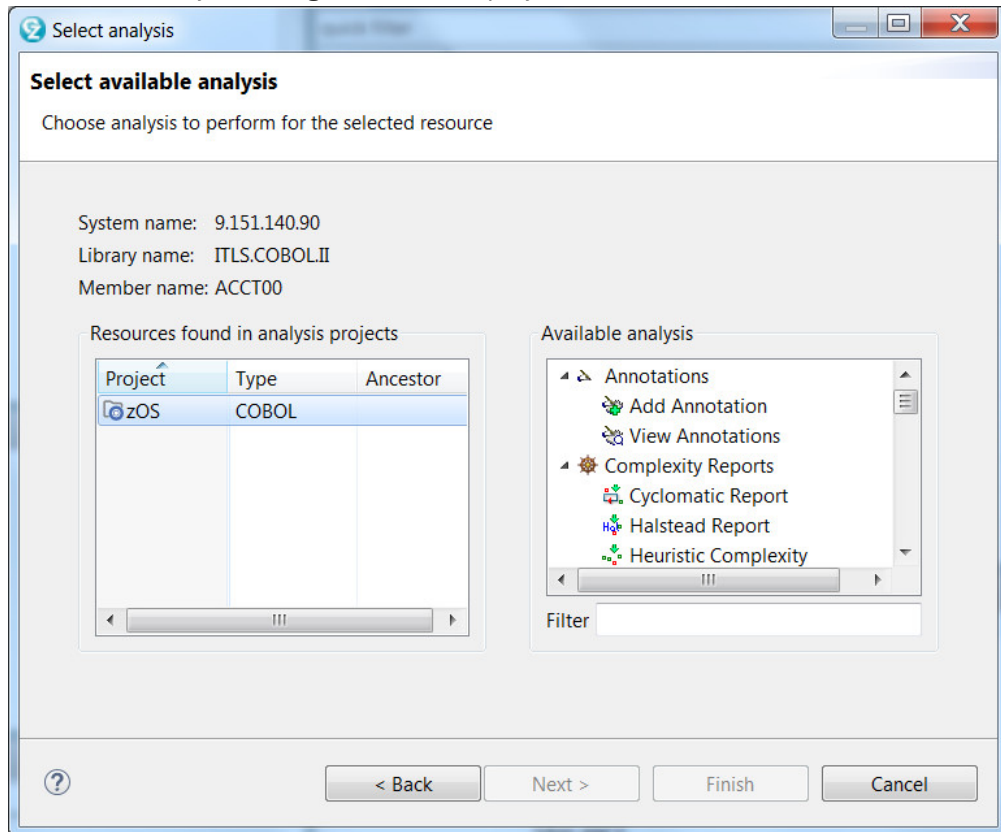 Select analysis
Select available analysis
Choose analysis to perform for the selected resource
System name: 9.151.140.90
Library name: ITLS.COBOL.II
Member name: ACCT00
Resources found in analysis projects
Project Type Ancestor
zOS COBOL
Available analysis
Annotations
Add Annotation
View Annotations
Complexity Reports
Cyclomatic Report
Halstead Report
Heuristic Complexity
Filter
< Back Next > Finish Cancel